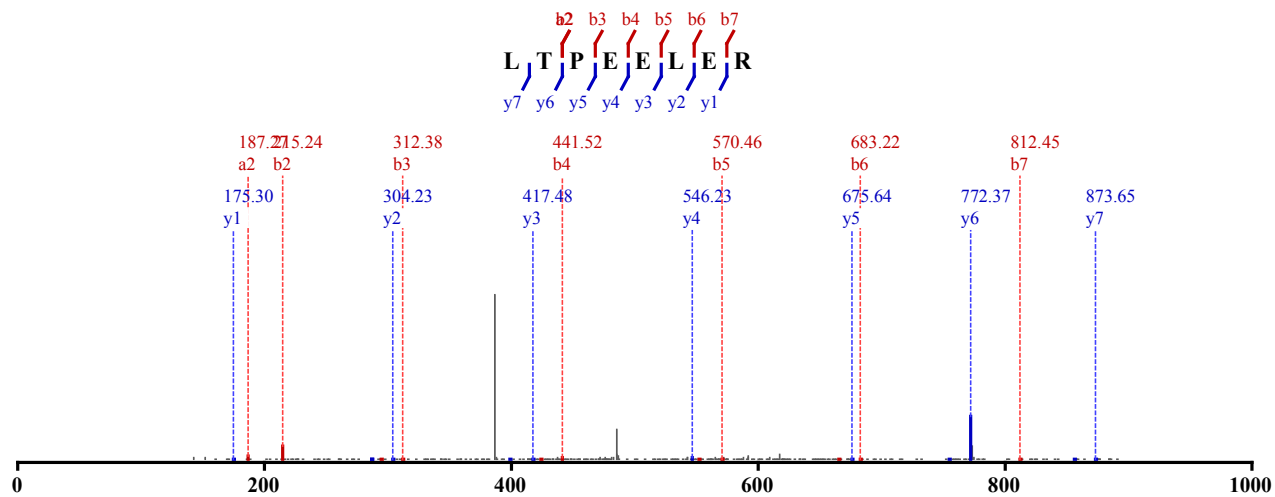 a2 b2 b3 b4 b5 b6 b7
L T P E E L E R
y7 y6 y5 y4 y3 y2 y1
187.27 215.24 312.38 441.52 570.46 683.22 812.45
a2 b2 b3 b4 b5 b6 b7
175.30 304.23 417.48 546.23 675.64 772.37 873.65
y1 y2 y3 y4 y5 y6 y7
0 200 400 600 800 1000